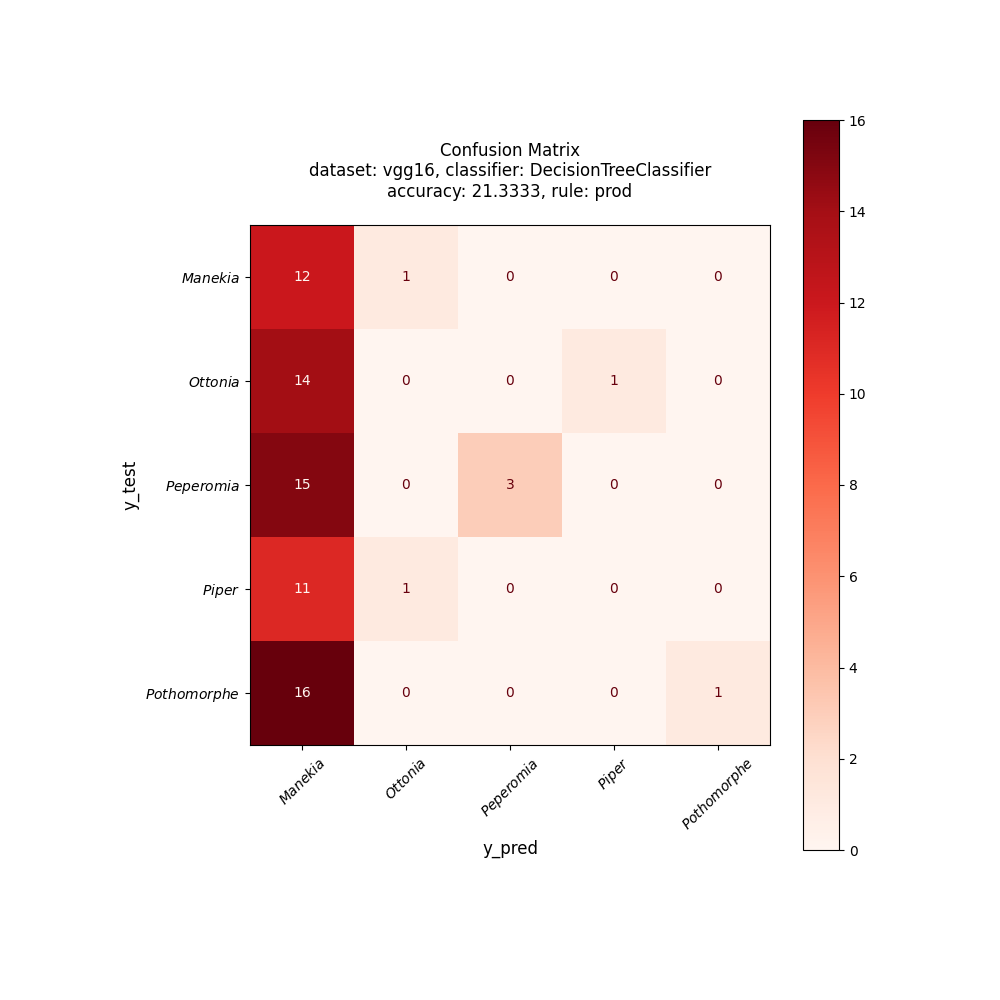 Confusion Matrix
dataset: vgg16, classifier: DecisionTreeClassifier
accuracy: 21.3333, rule: prod
y_test
Manekia 12 1 0 0 0
Ottonia 14 0 0 1 0
Peperomia 15 0 3 0 0
Piper 11 1 0 0 0
Pothomorphe 16 0 0 0 1
Manekia Ottonia Peperomia Piper Pothomorphe
y_pred
16
14
12
10
8
6
4
2
0